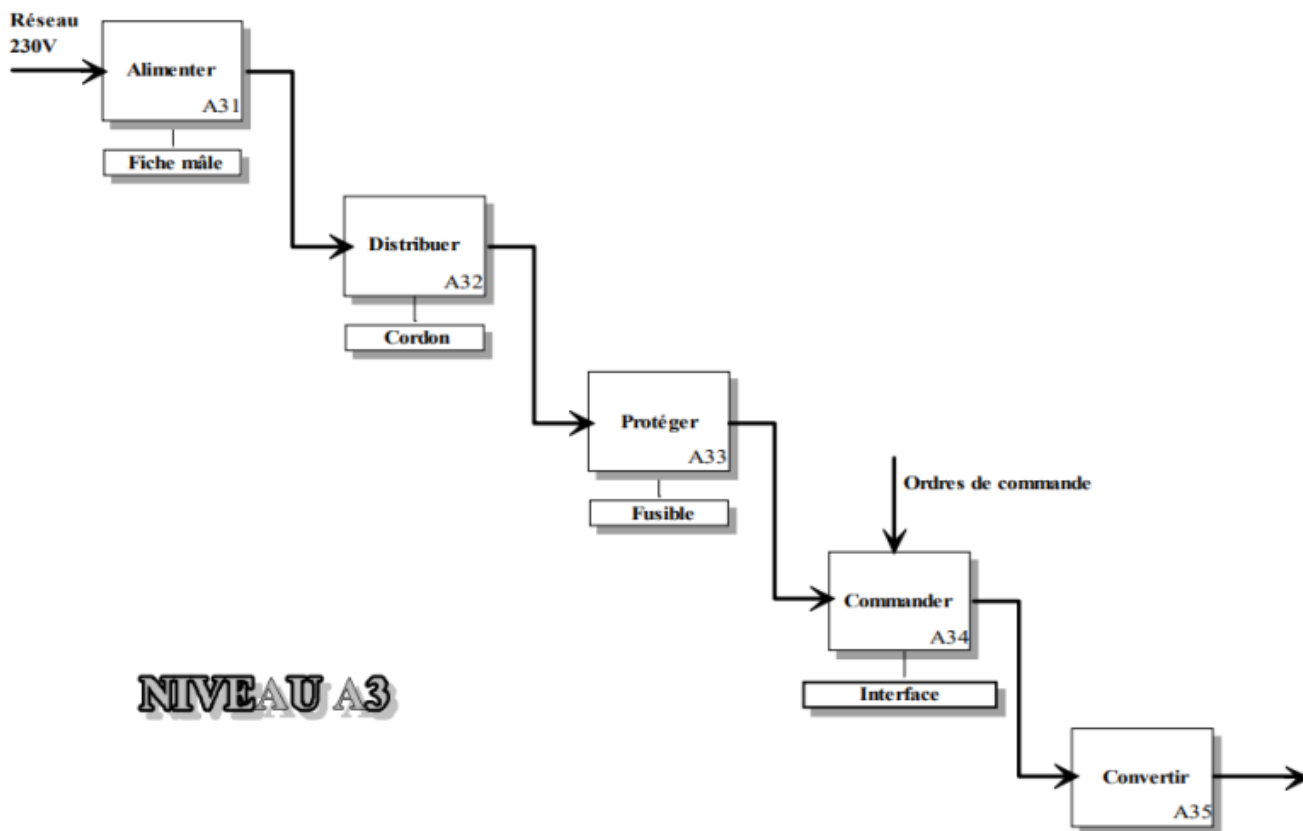 Réseau
230V
Alimenter
A31
Fiche mâle
Distribuer
A32
Cordon
Protéger
A33
Fusible
Ordres de commande
Commander
A34
Interface
NIVEAU A3
Convertir
A35